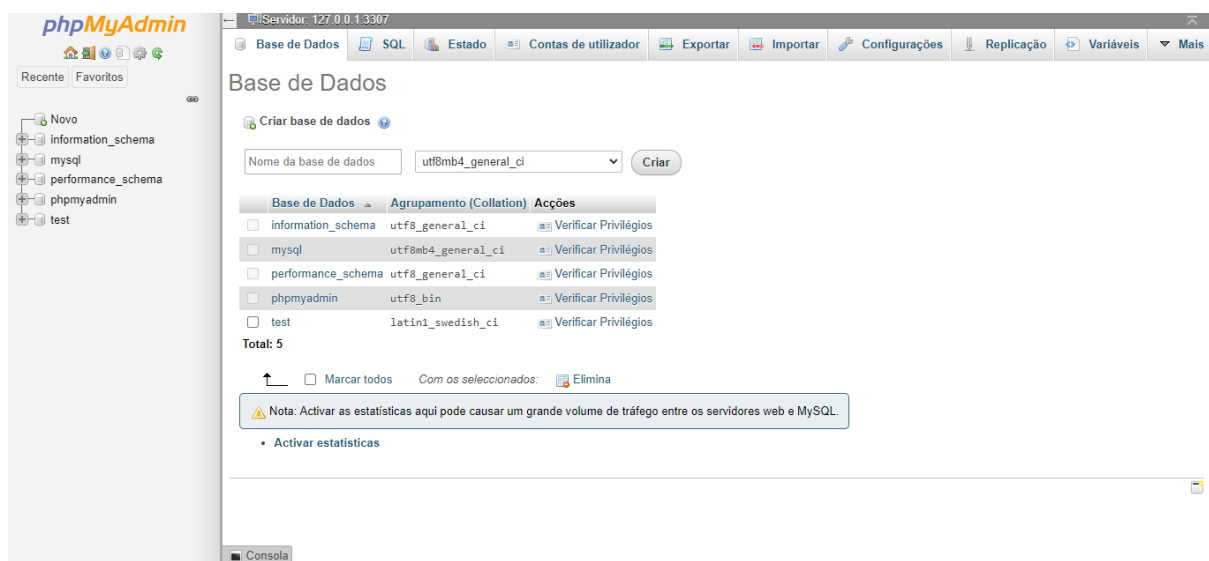 phpMyAdmin
Recente Favoritos
Novo
information_schema
mysql
performance_schema
phpmyadmin
test
Servidor: 127.0.0.1:3307
Base de Dados SQL Estado Contas de utilizador Exportar Importar Configurações Replicação Variáveis Mais
Base de Dados
Criar base de dados
Nome da base de dados utf8mb4_general_ci Criar
Base de Dados Agrupamento (Collation) Acções
information_schema utf8_general_ci Verificar Privilégios
mysql utf8mb4_general_ci Verificar Privilégios
performance_schema utf8_general_ci Verificar Privilégios
phpmyadmin utf8_bin Verificar Privilégios
test latin1_swedish_ci Verificar Privilégios
Total: 5
Marcar todos Com os seleccionados: Elimina
Nota: Activar as estatísticas aqui pode causar um grande volume de tráfego entre os servidores web e MySQL.
Activar estatísticas
Consola